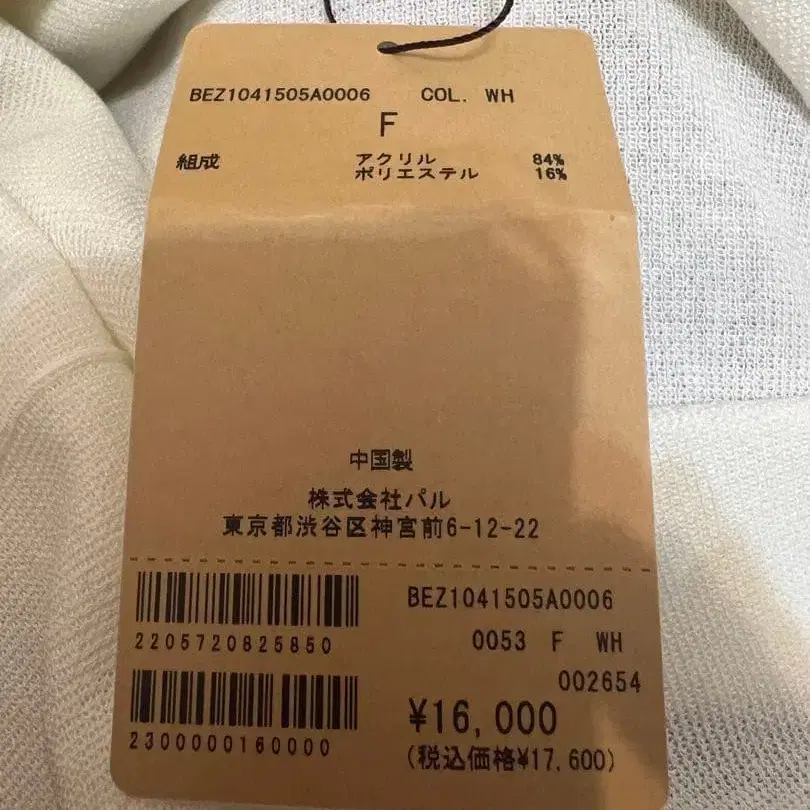 BEZ1041505A0006 COL. WH
F
組成 アクリル 84%
ポリエステル 16%
中国製
株式会社パル
東京都渋谷区神宮前6-12-22
BEZ1041505A0006
2205720825850
0053 F WH
002654
2300000160000
¥16,000
(税込価格¥17,600)